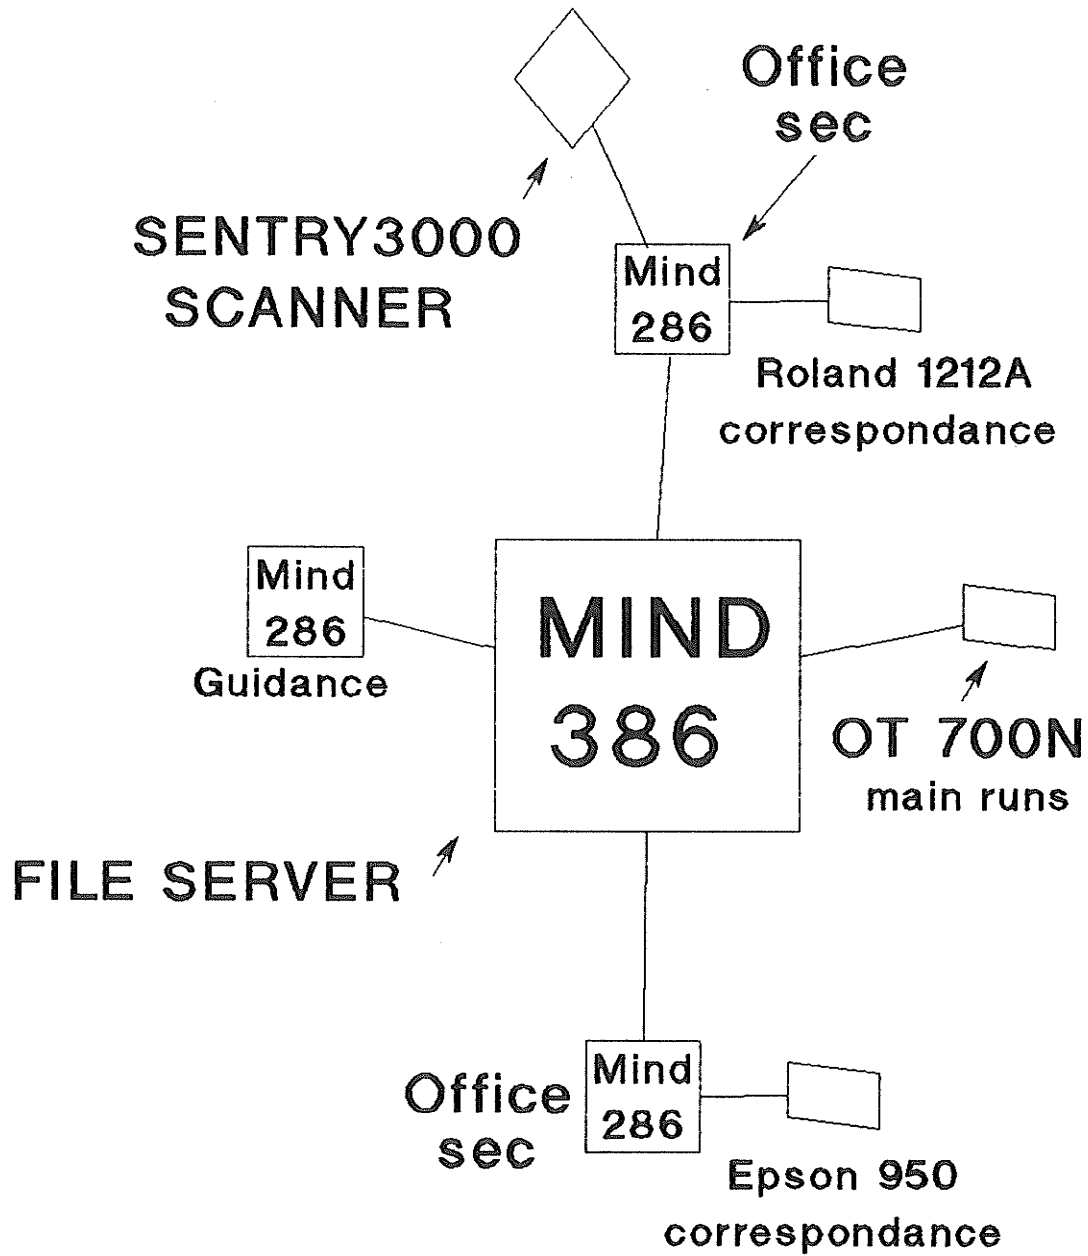 Office
sec
SENTRY3000
SCANNER
Mind
286
Roland 1212A
correspondance
Mind
286
Guidance
MIND
386
OT 700N
main runs
FILE SERVER
Office
sec
Mind
286
Epson 950
correspondance